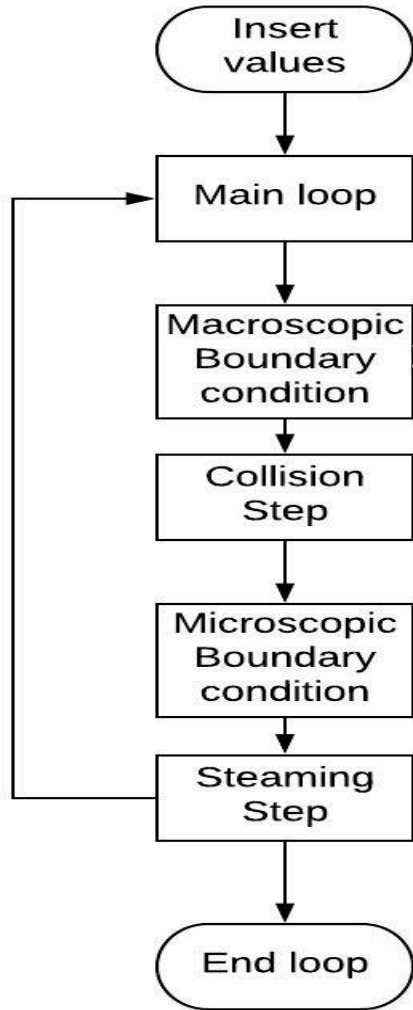 Insert
values
Main loop
Macroscopic
Boundary
condition
Collision
Step
Microscopic
Boundary
condition
Steaming
Step
End loop